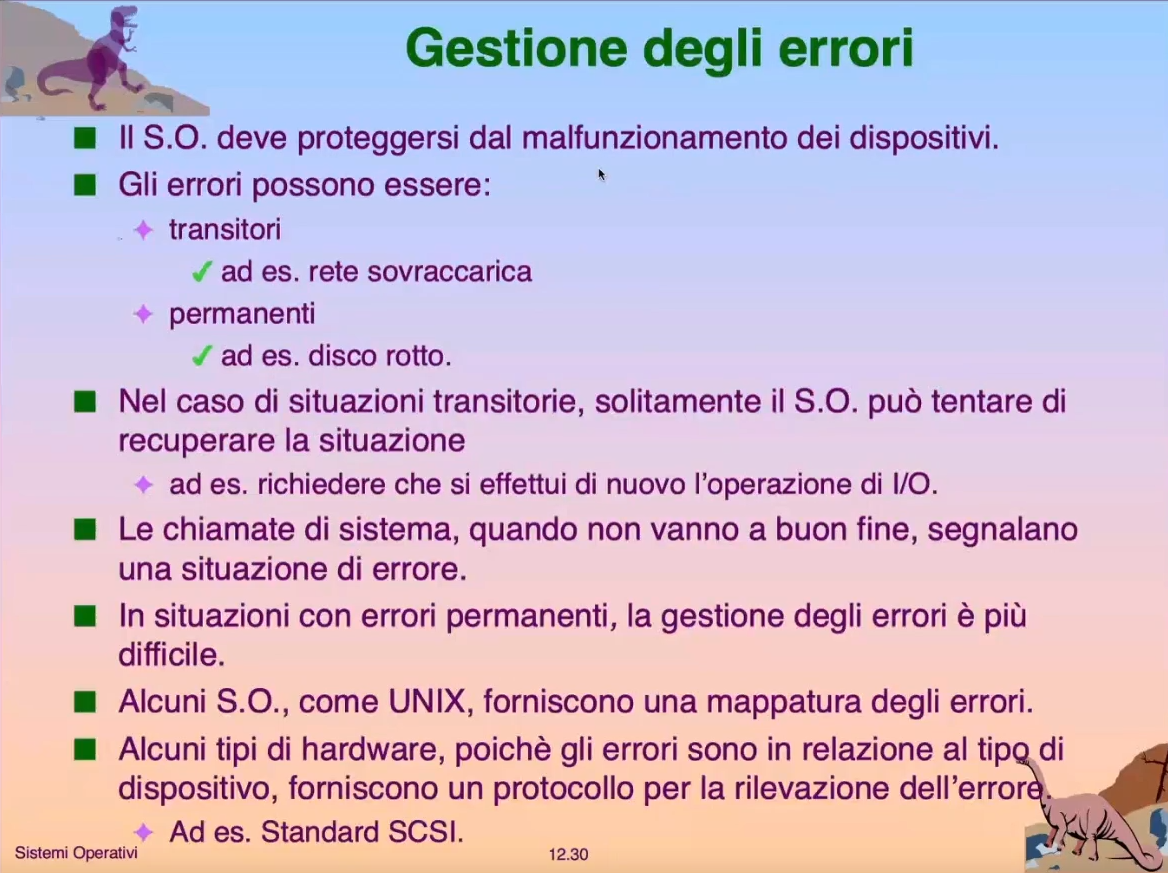 Gestione degli errori
Il S.O. deve proteggersi dal malfunzionamento dei dispositivi.
Gli errori possono essere:
transitori
ad es. rete sovraccarica
permanenti
ad es. disco rotto.
Nel caso di situazioni transitorie, solitamente il S.O. può tentare di
recuperare la situazione
ad es. richiedere che si effettui di nuovo l'operazione di I/O.
Le chiamate di sistema, quando non vanno a buon fine, segnalano
una situazione di errore.
In situazioni con errori permanenti, la gestione degli errori è più
difficile.
Alcuni S.O., come UNIX, forniscono una mappatura degli errori.
Alcuni tipi di hardware, poichè gli errori sono in relazione al tipo di
dispositivo, forniscono un protocollo per la rilevazione dell'errore.
Ad es. Standard SCSI.
Sistemi Operativi
12.30